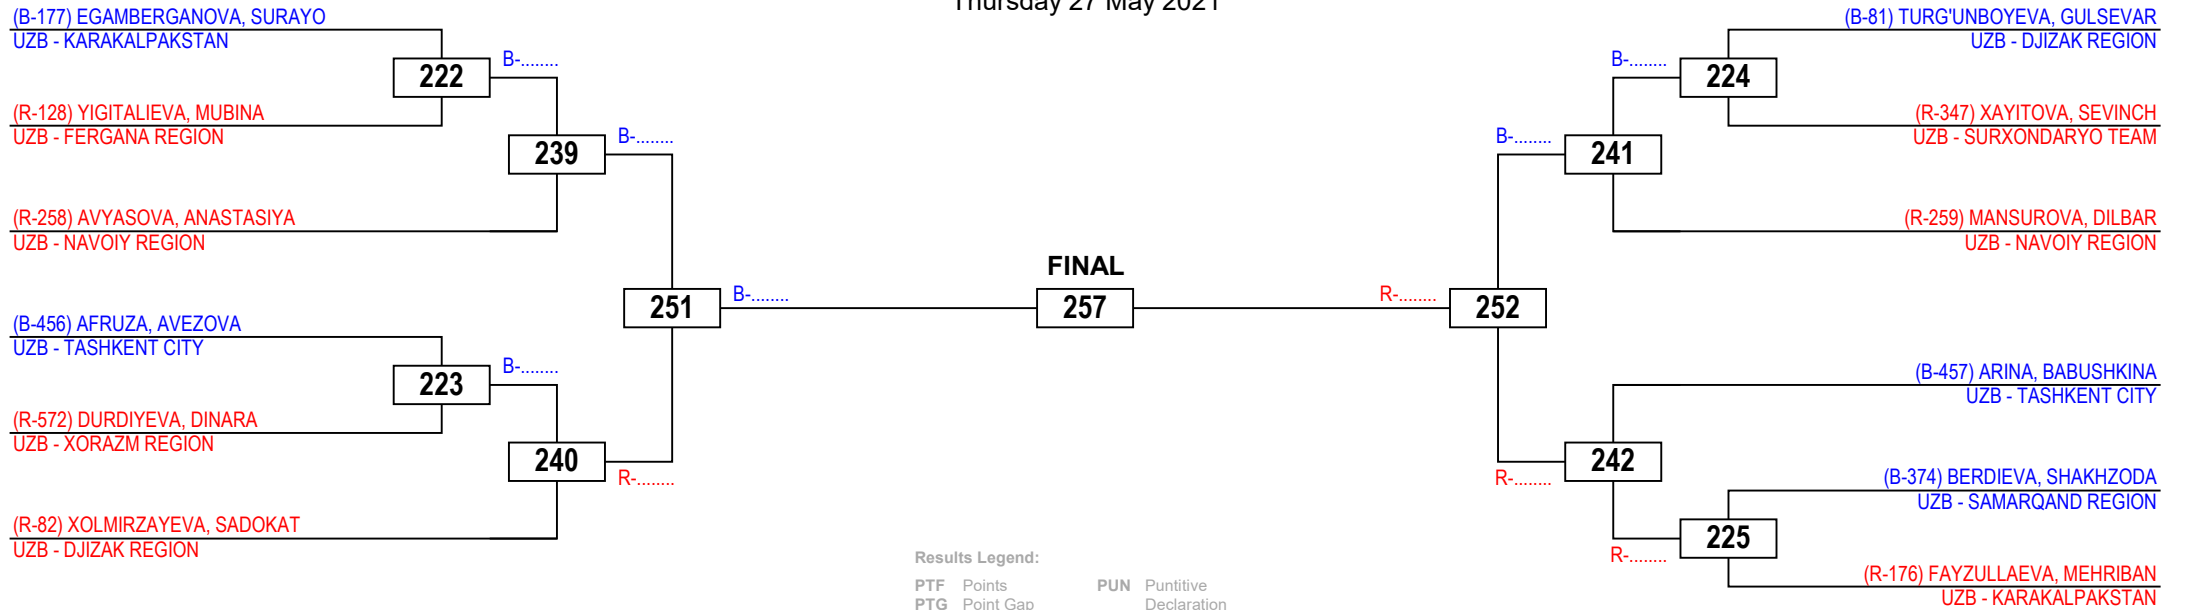 Thursday 27 May 2021
(B-177) EGAMBERGANOVA, SURAYO
UZB - KARAKALPAKSTAN
222
B-........
(R-128) YIGITALIEVA, MUBINA
UZB - FERGANA REGION
239
B-........
(R-258) AVYASOVA, ANASTASIYA
UZB - NAVOIY REGION
251
B-........
(B-456) AFRUZA, AVEZOVA
UZB - TASHKENT CITY
223
B-........
(R-572) DURDIYEVA, DINARA
UZB - XORAZM REGION
240
R-........
(R-82) XOLMIRZAYEVA, SADOKAT
UZB - DJIZAK REGION
FINAL
257
(B-81) TURG'UNBOYEVA, GULSEVAR
UZB - DJIZAK REGION
B-........
224
(R-347) XAYITOVA, SEVINCH
UZB - SURXONDARYO TEAM
B-........
241
(R-259) MANSUROVA, DILBAR
UZB - NAVOIY REGION
R-........
252
(B-457) ARINA, BABUSHKINA
UZB - TASHKENT CITY
242
R-........
(B-374) BERDIEVA, SHAKHZODA
UZB - SAMARQAND REGION
225
R-........
(R-176) FAYZULLAEVA, MEHRIBAN
UZB - KARAKALPAKSTAN
Results Legend:
PTF Points PUN Puntitive
PTG Point Gap Declaration